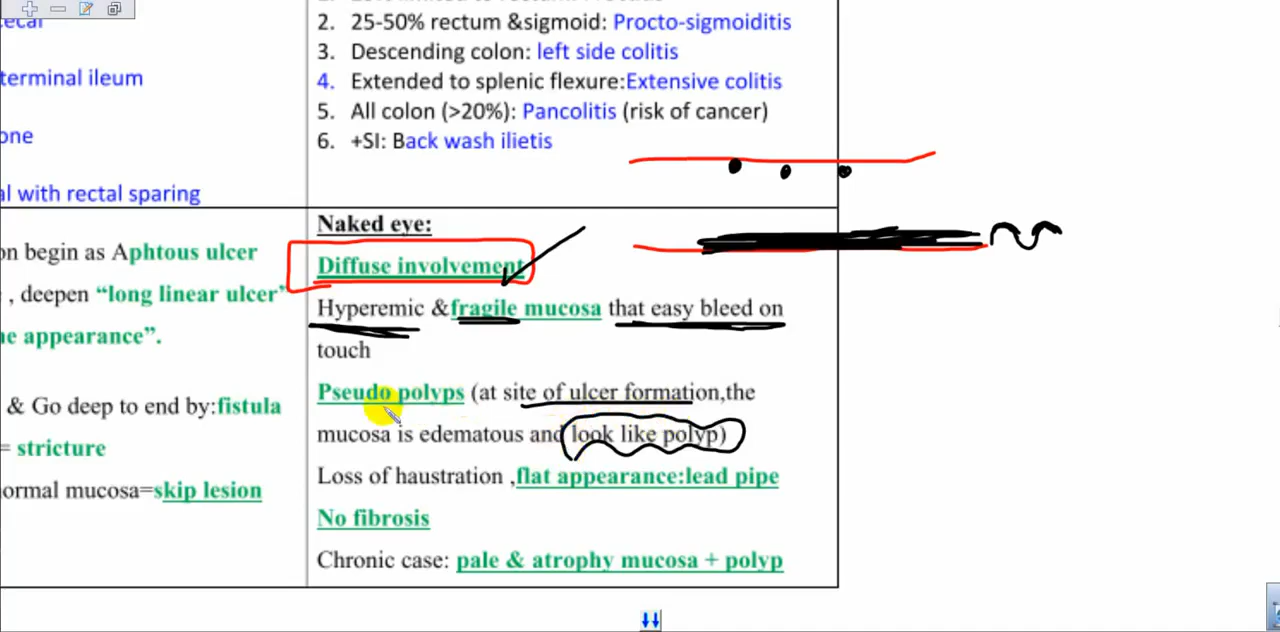 ecal
terminal ileum
one
al with rectal sparing
2. 25-50% rectum &sigmoid: Procto-sigmoiditis
3. Descending colon: left side colitis
4. Extended to splenic flexure:Extensive colitis
5. All colon (>20%): Pancolitis (risk of cancer)
6. +SI: Back wash ilietis
on begin as Aphtous ulcer
, deepen “long linear ulcer”
e appearance”.
& Go deep to end by:fistula
= stricture
ormal mucosa=skip lesion
Naked eye:
Diffuse involvement
Hyperemic &fragile mucosa that easy bleed on
touch
Pseudo polyps (at site of ulcer formation,the
mucosa is edematous and look like polyp)
Loss of haustration ,flat appearance:lead pipe
No fibrosis
Chronic case: pale & atrophy mucosa + polyp